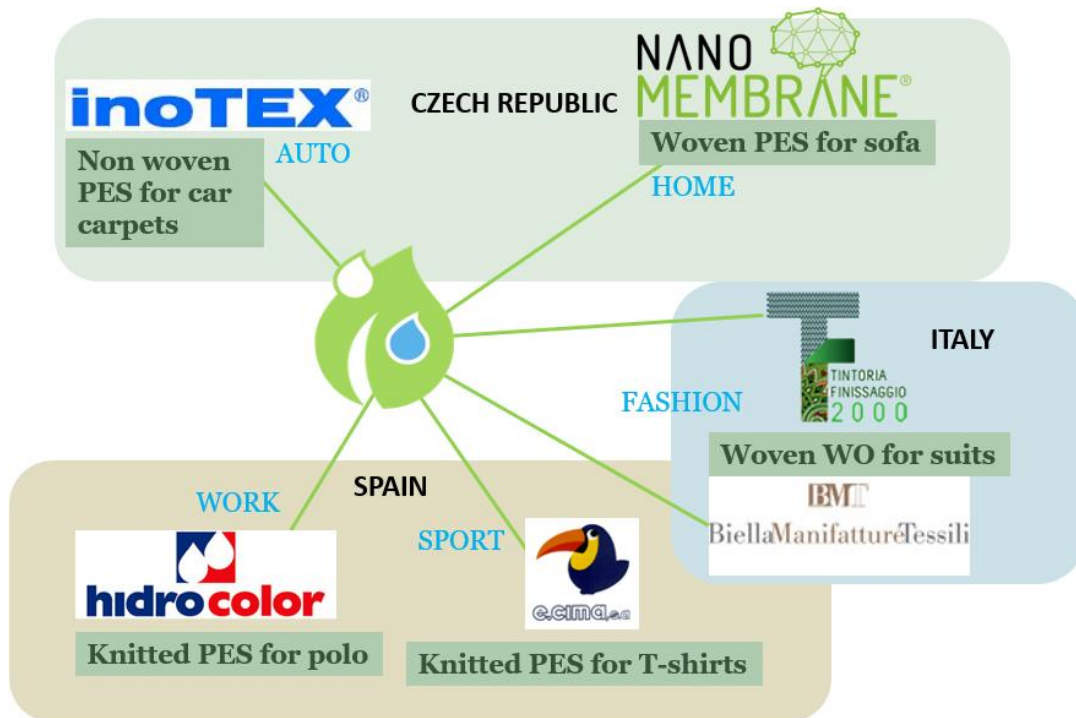 inoTEX®
CZECH REPUBLIC
NANO
MEMBRANE®
AUTO
Non woven
PES for car
carpets
Woven PES for sofa
HOME
ITALY
TINTORIA
FINISSAGGIO
2000
FASHION
Woven WO for suits
BMT
BiellaManifattureTessili
SPAIN
WORK
SPORT
hidrocolor
e.cima,s.a
Knitted PES for polo
Knitted PES for T-shirts